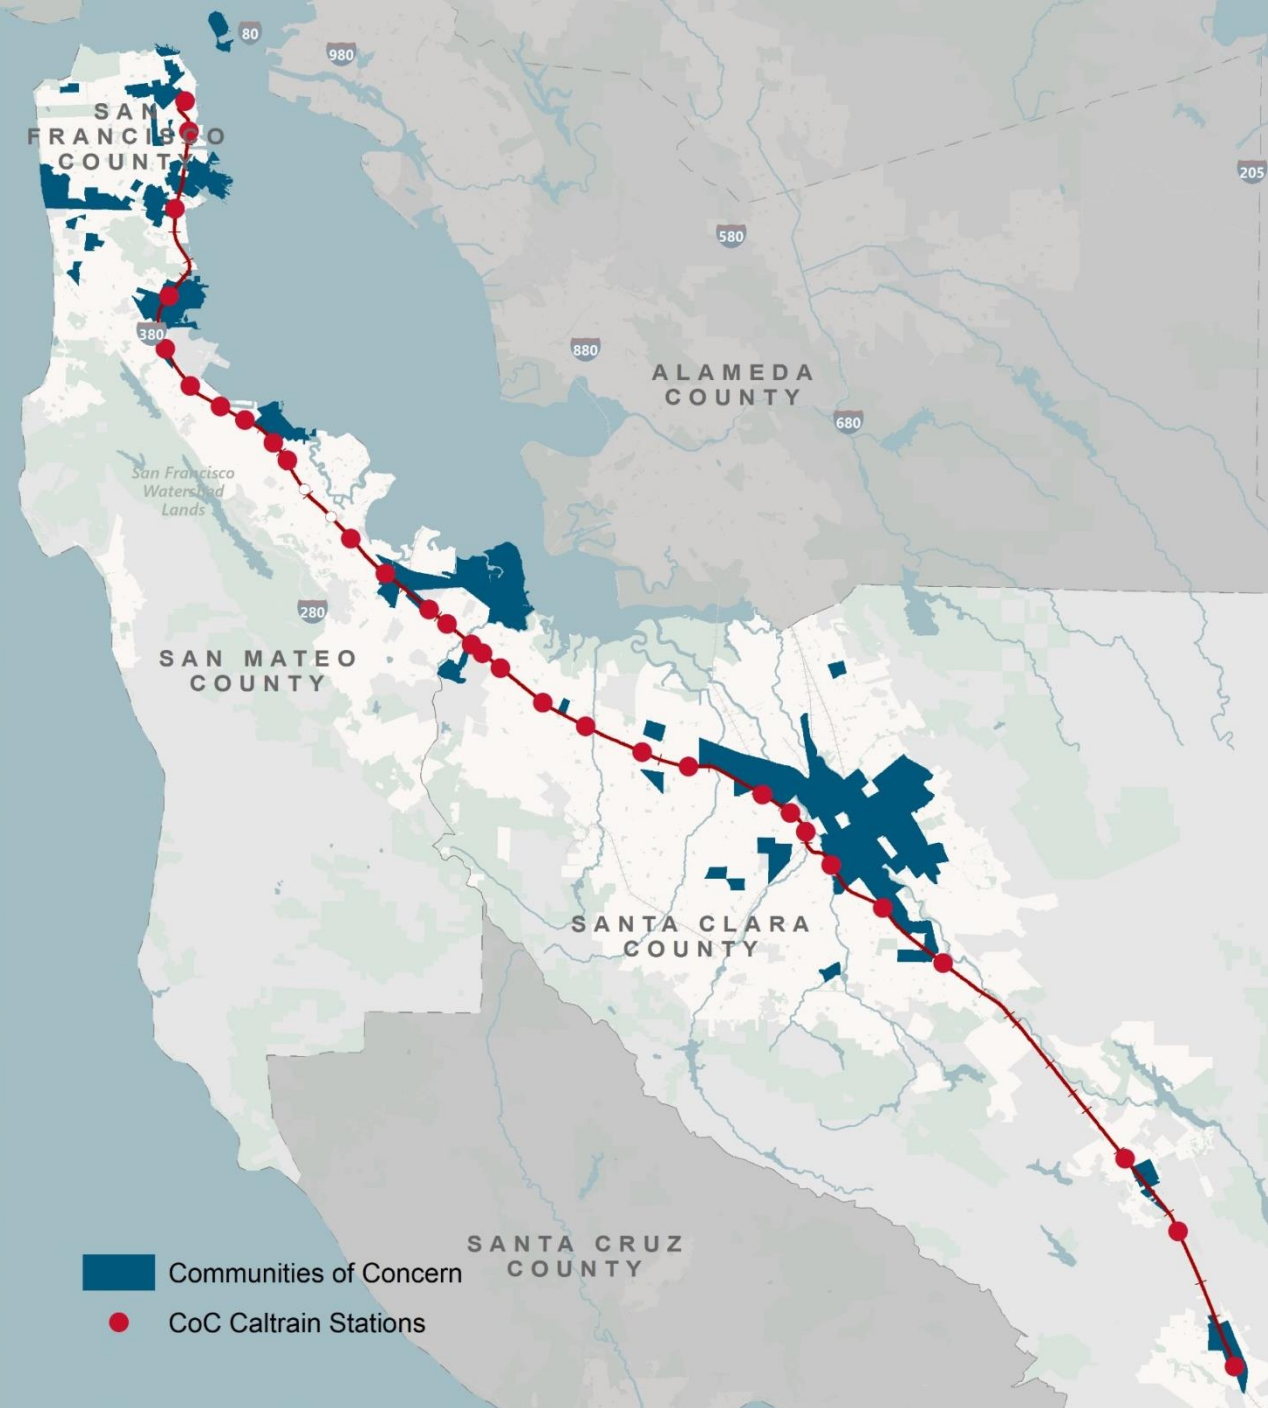 80
980
SAN
FRANCISCO
COUNTY
205
580
380
880
ALAMEDA
COUNTY
680
San Francisco
Watershed
Lands
280
SAN MATEO
COUNTY
SANTA CLARA
COUNTY
SANTA CRUZ
COUNTY
Communities of Concern
CoC Caltrain Stations